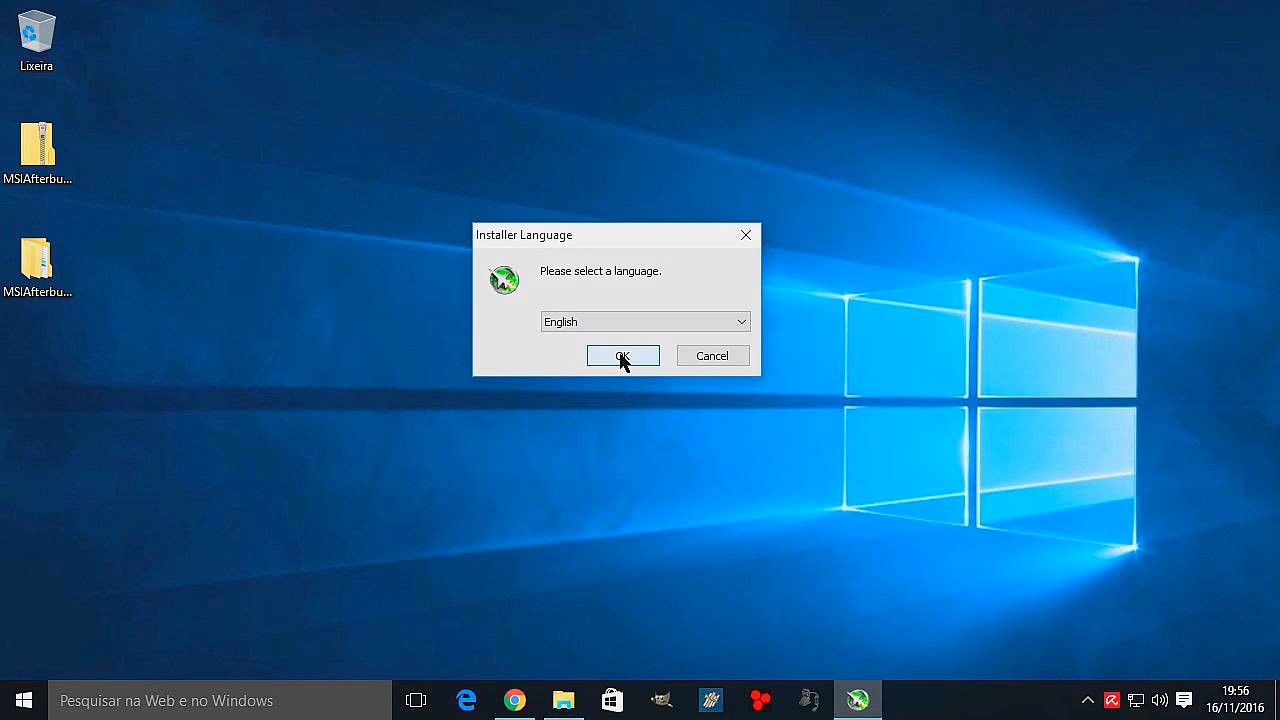 Lixeira
MSIAfterbu...
MSIAfterbu...
Installer Language
Please select a language.
English
OK
Cancel
Pesquisar na Web e no Windows
19:56
16/11/2016